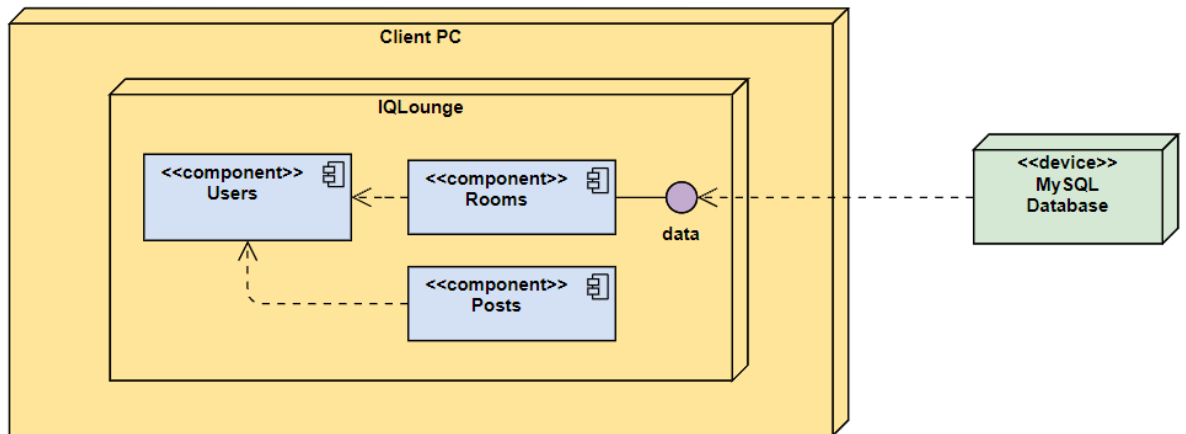 Client PC
IQLounge
<<component>>
Users
<<component>>
Rooms
data
<<component>>
Posts
<<device>>
MySQL
Database